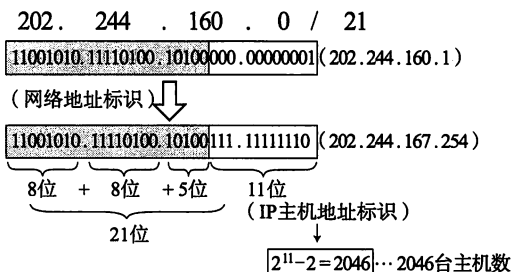 202. 244 . 160 . 0 / 21
11001010.11110100.10100000.00000001(202.244.160.1)
(网络地址标识)
11001010.11110100.10100111.11111110(202.244.167.254)
8位 + 8位 +5位 11位
(IP主机地址标识)
21位
2¹¹-2=2046…2046台主机数